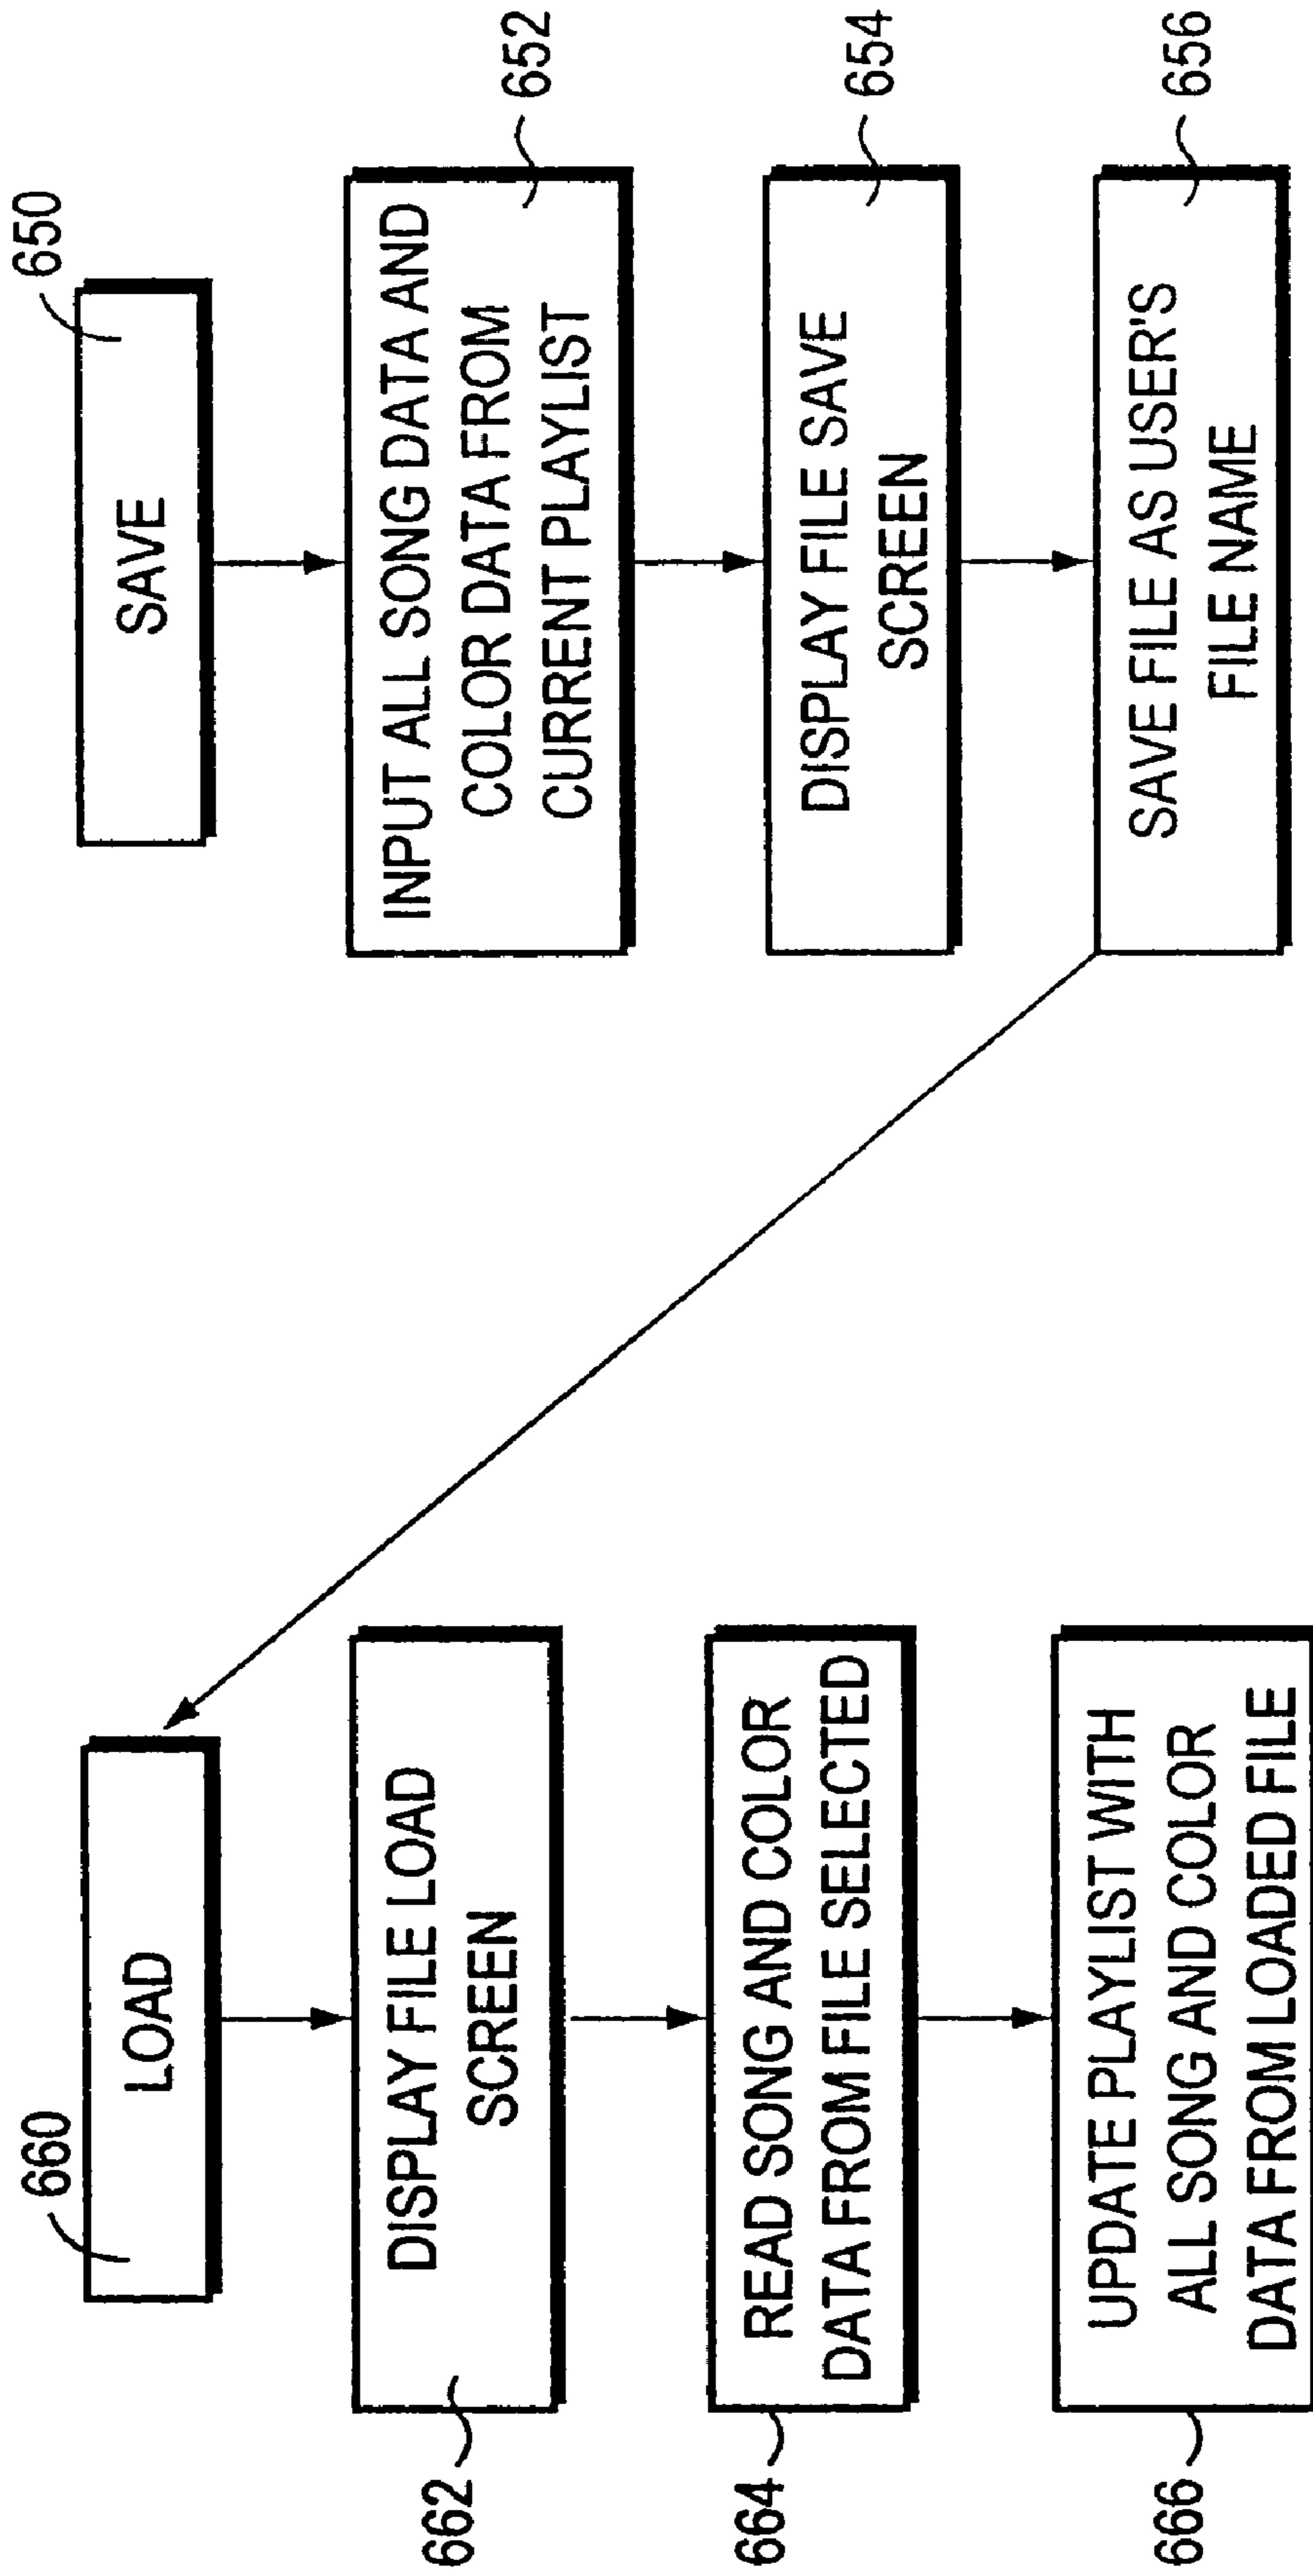 660
LOAD
662
DISPLAY FILE LOAD
SCREEN
664
READ SONG AND COLOR
DATA FROM FILE SELECTED
666
UPDATE PLAYLIST WITH
ALL SONG AND COLOR
DATA FROM LOADED FILE
650
SAVE
INPUT ALL SONG DATA AND
COLOR DATA FROM
CURRENT PLAYLIST
652
DISPLAY FILE SAVE
SCREEN
654
SAVE FILE AS USER'S
FILE NAME
656